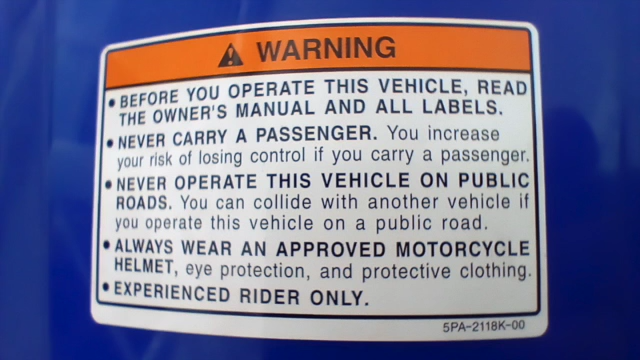 WARNING
• BEFORE YOU OPERATE THIS VEHICLE, READ
THE OWNER'S MANUAL AND ALL LABELS.
• NEVER CARRY A PASSENGER. You increase
your risk of losing control if you carry a passenger.
• NEVER OPERATE THIS VEHICLE ON PUBLIC
ROADS. You can collide with another vehicle if
you operate this vehicle on a public road.
• ALWAYS WEAR AN APPROVED MOTORCYCLE
HELMET, eye protection, and protective clothing.
• EXPERIENCED RIDER ONLY.
5PA-2118K-00